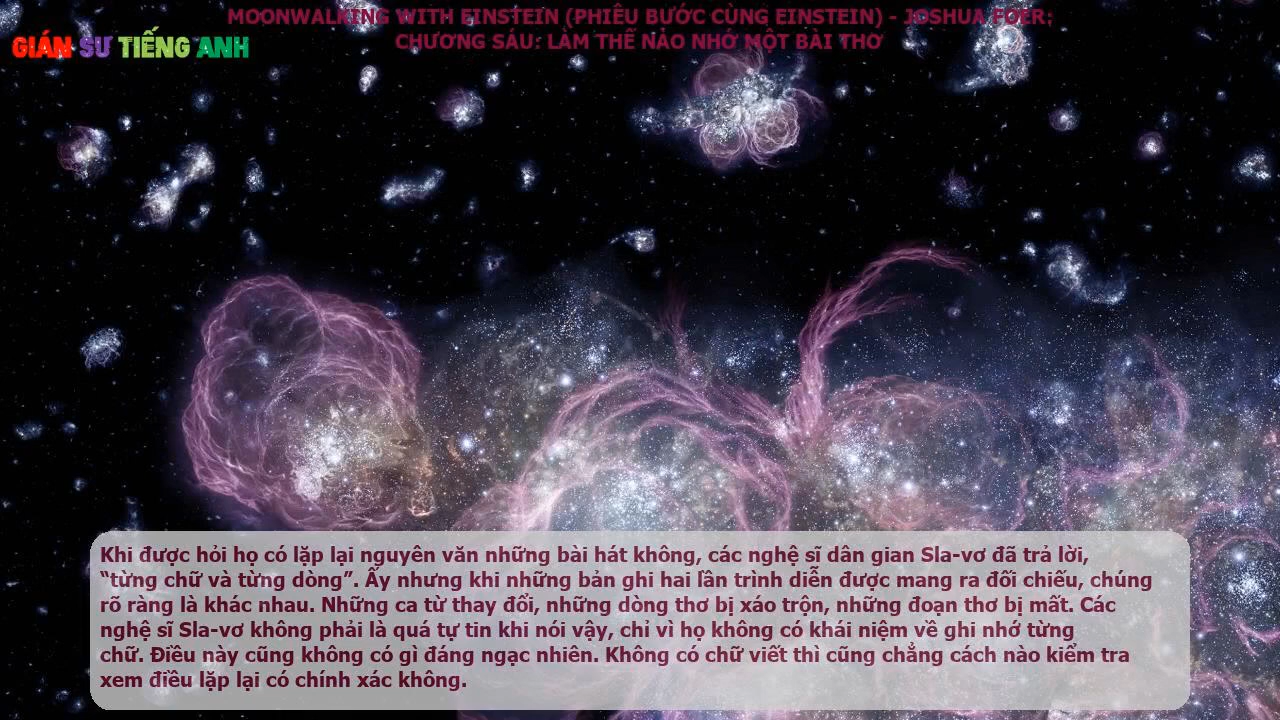 MOONWALKING WITH EINSTEIN (PHIÊU BƯỚC CÙNG EINSTEIN) - JOSHUA FOER:
CHƯƠNG SÁU: LÀM THẾ NÀO NHỚ MỘT BÀI THƠ
GIÁN SƯ TIẾNG ANH
Khi được hỏi họ có lặp lại nguyên văn những bài hát không, các nghệ sĩ dân gian Sla-vơ đã trả lời,
“từng chữ và từng dòng”. Ấy nhưng khi những bản ghi hai lần trình diễn được mang ra đối chiếu, chúng
rõ ràng là khác nhau. Những ca từ thay đổi, những dòng thơ bị xáo trộn, những đoạn thơ bị mất. Các
nghệ sĩ Sla-vơ không phải là quá tự tin khi nói vậy, chỉ vì họ không có khái niệm về ghi nhớ từng
chữ. Điều này cũng không có gì đáng ngạc nhiên. Không có chữ viết thì cũng chẳng cách nào kiểm tra
xem điều lặp lại có chính xác không.